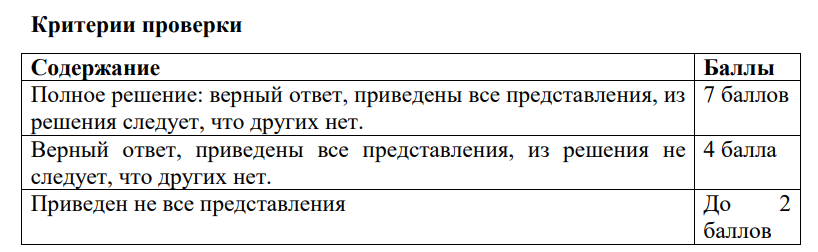 Критерии проверки
Содержание Баллы
Полное решение: верный ответ, приведены все представления, из 7 баллов
решения следует, что других нет.
Верный ответ, приведены все представления, из решения не 4 балла
следует, что других нет.
Приведен не все представления До 2
баллов